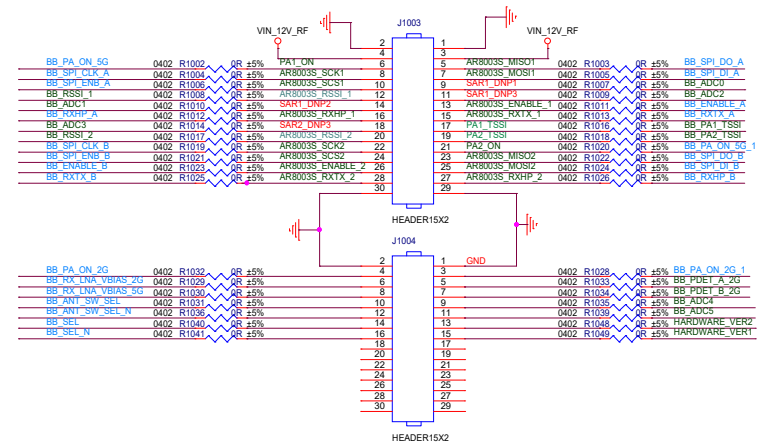 J1003
VIN_12V_RF VIN_12V_RF
2 1
4 3
BB_PA_ON_5G 0402 R1002 0R ±5% PA1_ON 6 5 AR8003S_MISO1 0402 R1003 0R ±5% BB_SPI_DO_A
BB_SPI_CLK_A 0402 R1004 0R ±5% AR8003S_SCK1 8 7 AR8003S_MOSI1 0402 R1005 0R ±5% BB_SPI_DI_A
BB_SPI_ENB_A 0402 R1006 0R ±5% AR8003S_SCS1 10 9 SAR1_DNP1 0402 R1007 0R ±5% BB_ADC0
BB_RSSI_1 0402 R1008 0R ±5% AR8003S_RSSI_1 12 11 SAR1_DNP3 0402 R1009 0R ±5% BB_ADC2
BB_ADC1 0402 R1010 0R ±5% SAR1_DNP2 14 13 AR8003S_ENABLE_1 0402 R1011 0R ±5% BB_ENABLE_A
BB_RXHP_A 0402 R1012 0R ±5% AR8003S_RXHP_1 16 15 AR8003S_RXTX_1 0402 R1013 0R ±5% BB_RXTX_A
BB_ADC3 0402 R1014 0R ±5% SAR2_DNP3 18 17 PA1_TSSI 0402 R1016 0R ±5% BB_PA1_TSSI
BB_RSSI_2 0402 R1017 0R ±5% AR8003S_RSSI_2 20 19 PA2_TSSI 0402 R1018 0R ±5% BB_PA2_TSSI
BB_SPI_CLK_B 0402 R1019 0R ±5% AR8003S_SCK2 22 21 PA2_ON 0402 R1020 0R ±5% BB_PA_ON_5G_1
BB_SPI_ENB_B 0402 R1021 0R ±5% AR8003S_SCS2 24 23 AR8003S_MISO2 0402 R1022 0R ±5% BB_SPI_DO_B
BB_ENABLE_B 0402 R1023 0R ±5% AR8003S_ENABLE_2 26 25 AR8003S_MOSI2 0402 R1024 0R ±5% BB_SPI_DI_B
BB_RXTX_B 0402 R1025 0R ±5% AR8003S_RXTX_2 28 27 AR8003S_RXHP_2 0402 R1026 0R ±5% BB_RXHP_B
30 29
HEADER15X2
J1004
2 1 GND
BB_PA_ON_2G 0402 R1032 0R ±5% 4 3 0402 R1028 0R ±5% BB_PA_ON_2G_1
BB_RX_LNA_VBIAS_2G 0402 R1029 0R ±5% 6 5 0402 R1033 0R ±5% BB_PDET_A_2G
BB_RX_LNA_VBIAS_5G 0402 R1030 0R ±5% 8 7 0402 R1034 0R ±5% BB_PDET_B_2G
BB_ANT_SW_SEL 0402 R1031 0R ±5% 10 9 0402 R1035 0R ±5% BB_ADC4
BB_ANT_SW_SEL_N 0402 R1036 0R ±5% 12 11 0402 R1039 0R ±5% BB_ADC5
BB_SEL 0402 R1040 0R ±5% 14 13 0402 R1048 0R ±5% HARDWARE_VER2
BB_SEL_N 0402 R1041 0R ±5% 16 15 0402 R1049 0R ±5% HARDWARE_VER1
18 17
20 19
22 21
24 23
26 25
28 27
30 29
HEADER15X2